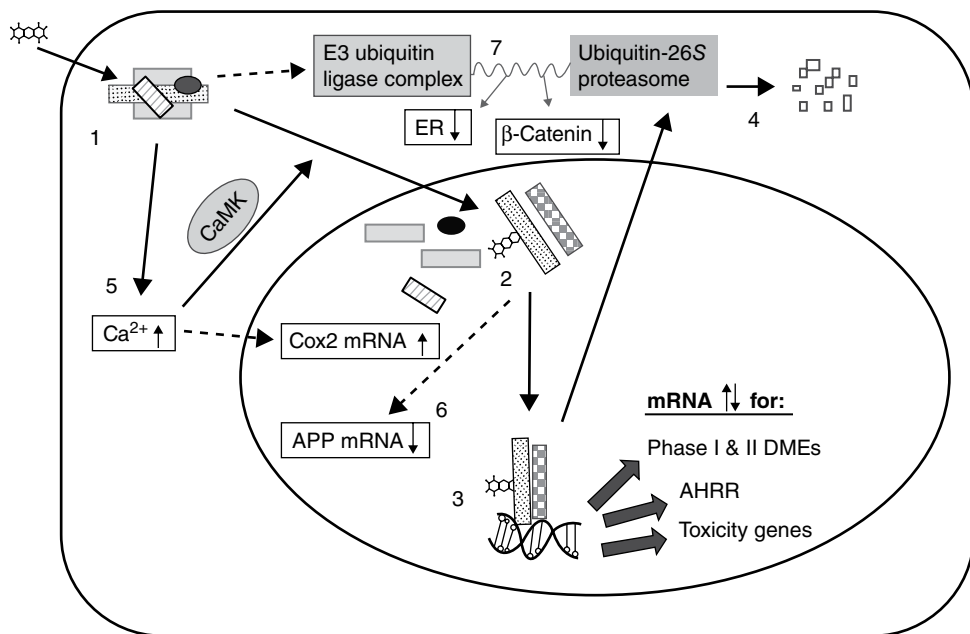 E3 ubiquitin
ligase complex
7
Ubiquitin-26S
proteasome
1
4
ER
β-Catenin
CaMK
5
2
Ca2+
Cox2 mRNA
6
APP mRNA
mRNA for:
Phase I & II DMEs
3
AHRR
Toxicity genes